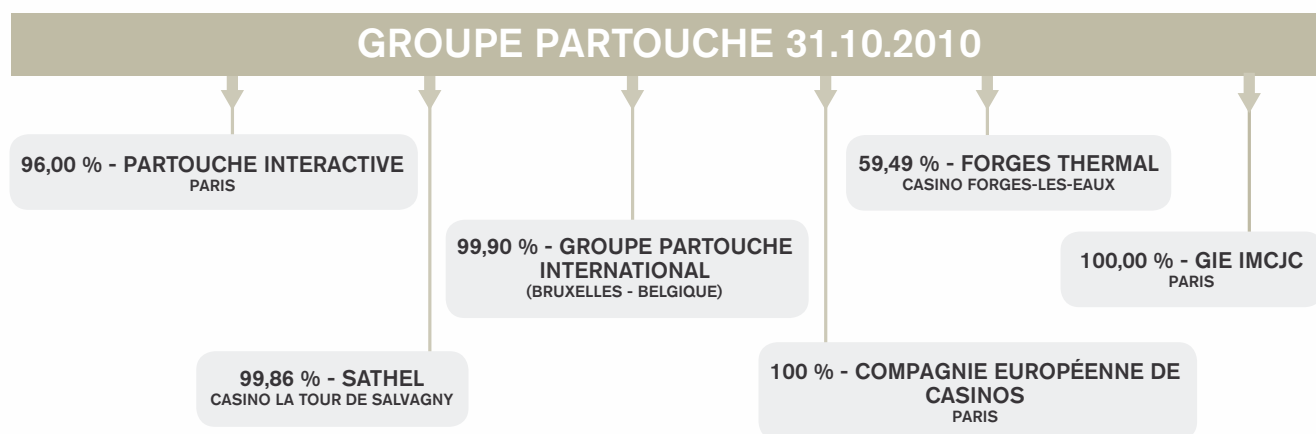 GROUPE PARTOUCHE 31.10.2010
96,00 % - PARTOUCHE INTERACTIVE
PARIS
59,49 % - FORGES THERMAL
CASINO FORGES-LES-EAUX
99,90 % - GROUPE PARTOUCHE
INTERNATIONAL
(BRUXELLES - BELGIQUE)
100,00 % - GIE IMCJC
PARIS
99,86 % - SATHEL
CASINO LA TOUR DE SALVAGNY
100 % - COMPAGNIE EUROPÉENNE DE
CASINOS
PARIS